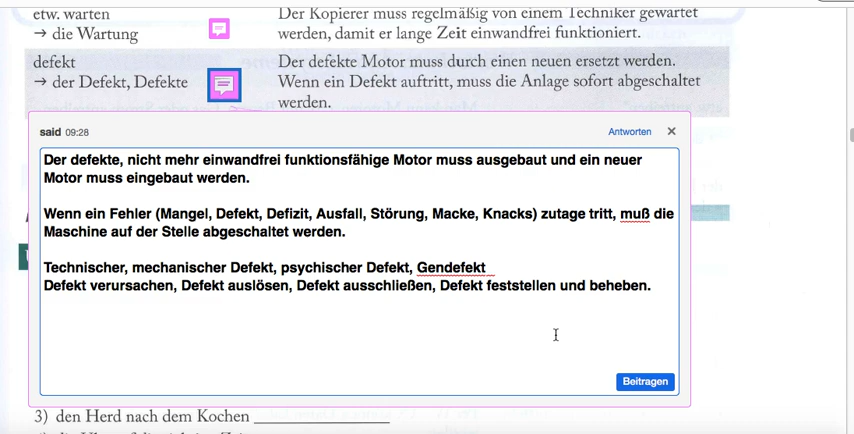 etw. warten
→ die Wartung
Der Kopierer muss regelmäßig von einem Techniker gewartet
werden, damit er lange Zeit einwandfrei funktioniert.
defekt
→ der Defekt, Defekte
Der defekte Motor muss durch einen neuen ersetzt werden.
Wenn ein Defekt auftritt, muss die Anlage sofort abgeschaltet
werden.
said 09:28
Antworten
Der defekte, nicht mehr einwandfrei funktionsfähige Motor muss ausgebaut und ein neuer
Motor muss eingebaut werden.
Wenn ein Fehler (Mangel, Defekt, Defizit, Ausfall, Störung, Macke, Knacks) zutage tritt, muß die
Maschine auf der Stelle abgeschaltet werden.
Technischer, mechanischer Defekt, psychischer Defekt, Gendefekt
Defekt verursachen, Defekt auslösen, Defekt ausschließen, Defekt feststellen und beheben.
Beitragen
3) den Herd nach dem Kochen